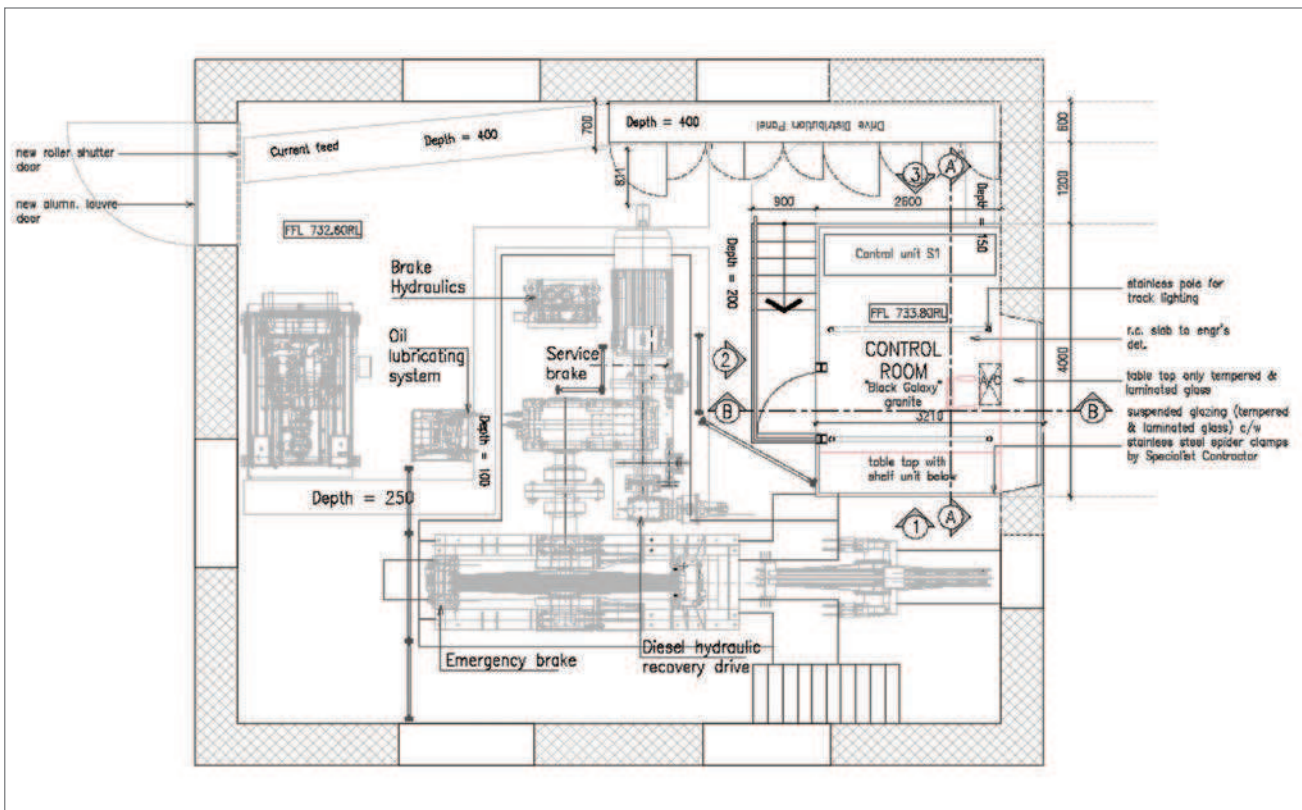 new roller shutter
door
new alumn. louvre
door
Current feed
Depth = 400
700
Depth = 400
Drive Distribution Panel
600
831
3
A
1200
900
2600
Depth = 150
FFL 732.60RL
Depth = 200
Control unit S1
Brake
Hydraulics
stainless pole for
track lighting
FFL 733.80RL
r.c. slab to engr's
det.
Oil
lubricating
system
Service
brake
2
CONTROL
ROOM
"Black Galaxy"
granite
A/C
4000
table top only tempered &
laminated glass
B
B
3210
suspended glazing (tempered
& laminated glass) c/w
stainless steel spider clamps
by Specialist Contractor
Depth = 100
table top with
shelf unit below
Depth = 250
1
A
Emergency brake
Diesel hydraulic
recovery drive